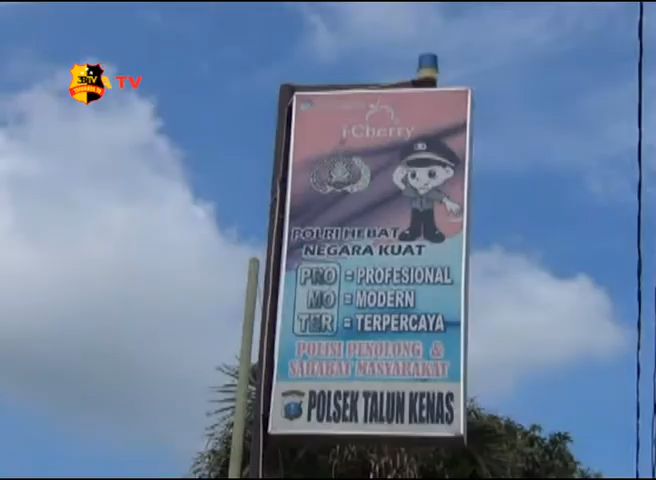 TV
i-Cherry
POLRI HEBAT
NEGARA KUAT
PRO = PROFESIONAL
MO = MODERN
TER = TERPERCAYA
POLISI PENOLONG &
SAHABAT MASYARAKAT
POLSEK TALUN KENAS